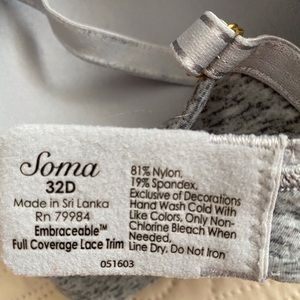 Soma
32D
Made in Sri Lanka
Rn 79984
Embraceable™
Full Coverage Lace Trim
81% Nylon,
19% Spandex.
Exclusive of Decorations
Hand Wash Cold With
Like Colors, Only Non-
Chlorine Bleach When
Needed.
Line Dry. Do Not Iron
051603